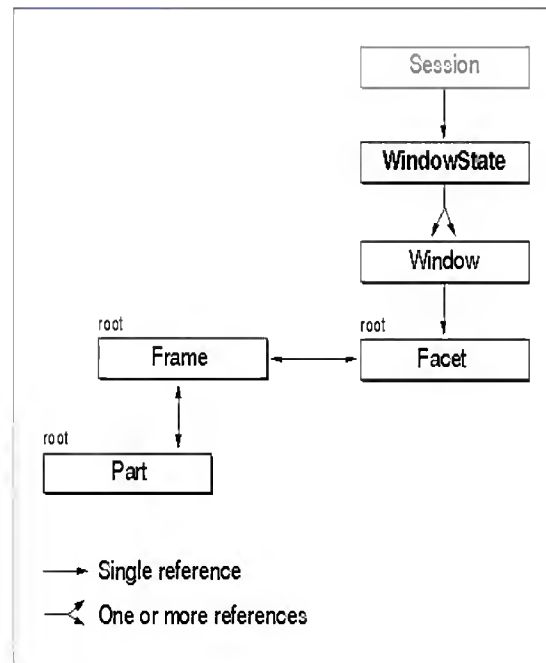 Session
WindowState
Window
root
root
Frame
Facet
root
Part
Single reference
One or more references